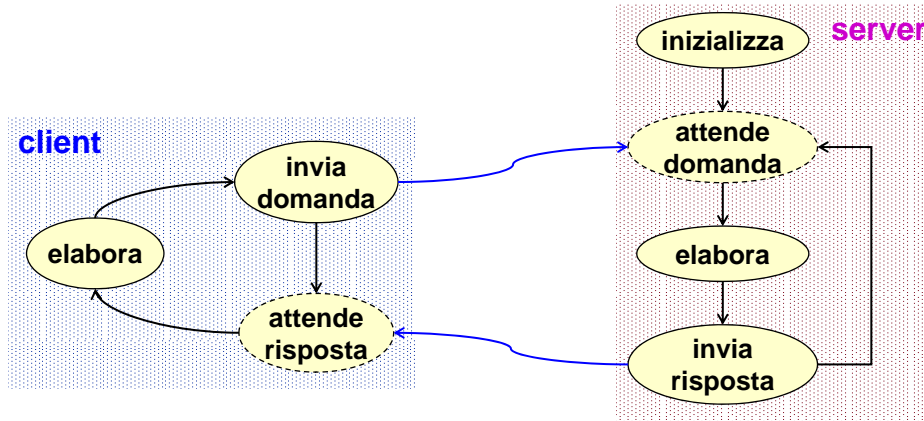 client
invia
domanda
elabora
attende
risposta
server
inizializza
attende
domanda
elabora
invia
risposta